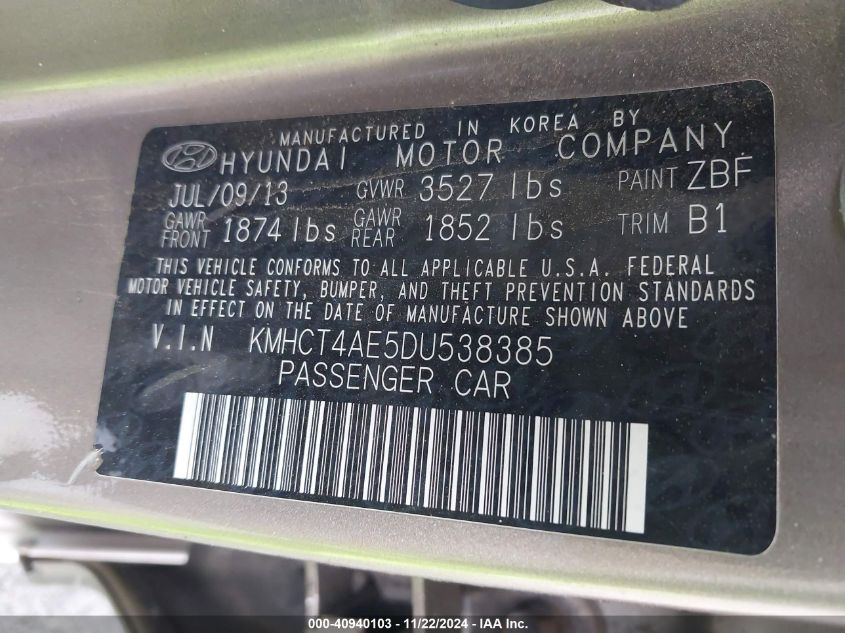 MANUFACTURED IN KOREA BY
HYUNDAI MOTOR COMPANY
JUL/09/13 GVWR 3527 lbs PAINT ZBF
GAWR FRONT 1874 lbs GAWR REAR 1852 lbs TRIM B1
THIS VEHICLE CONFORMS TO ALL APPLICABLE U.S.A. FEDERAL
MOTOR VEHICLE SAFETY, BUMPER, AND THEFT PREVENTION STANDARDS
IN EFFECT ON THE DATE OF MANUFACTURE SHOWN ABOVE.
V.I.N KMHCT4AE5DU538385
PASSENGER CAR
000-40940103 - 11/22/2024 - IAA Inc.